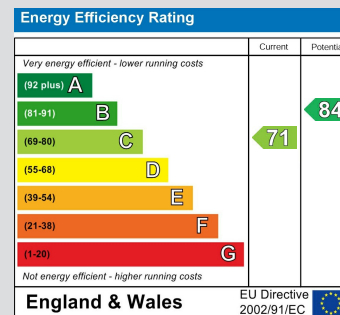 Energy Efficiency Rating
Current Potentia
Very energy efficient - lower running costs
(92 plus) A
(81-91) B
84
(69-80) C
71
(55-68) D
(39-54) E
(21-38) F
(1-20) G
Not energy efficient - higher running costs
England & Wales
EU Directive
2002/91/EC